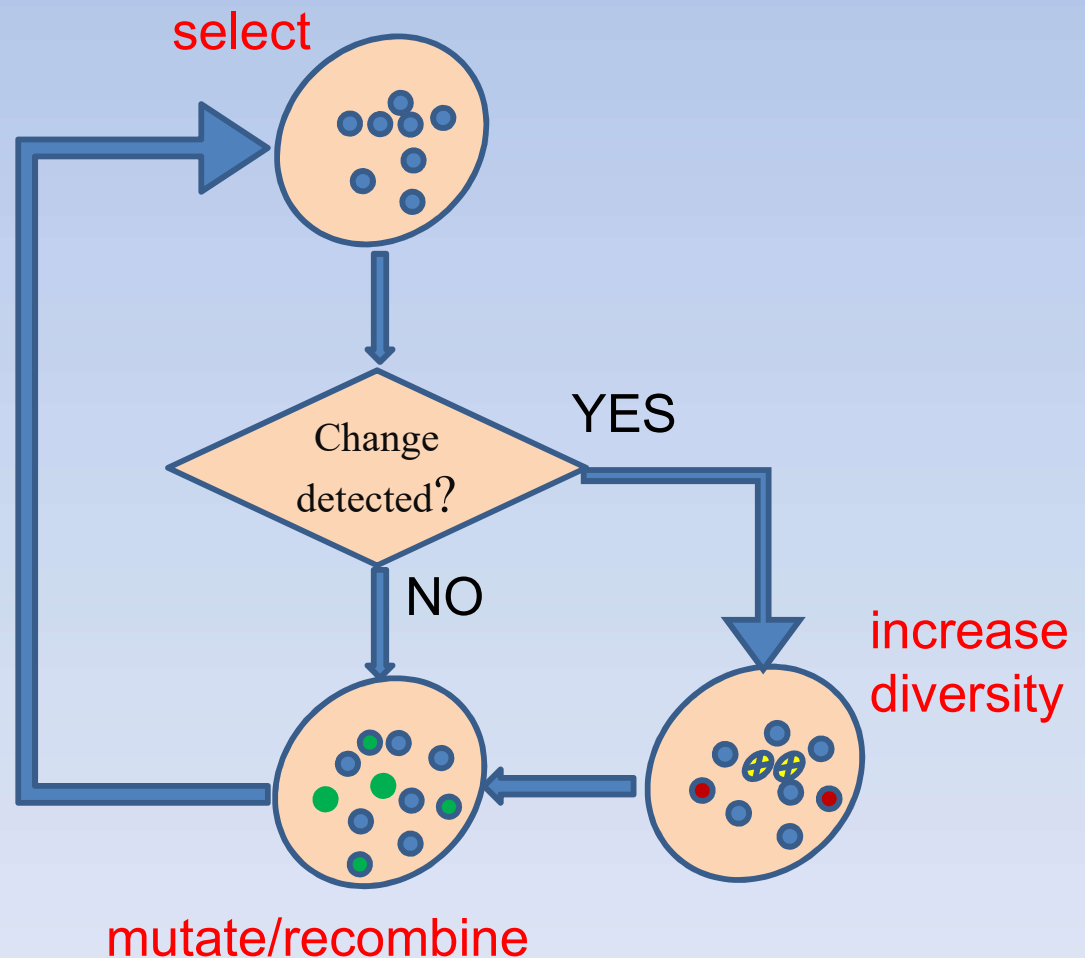 select
Change
detected?
YES
NO
increase
diversity
mutate/recombine